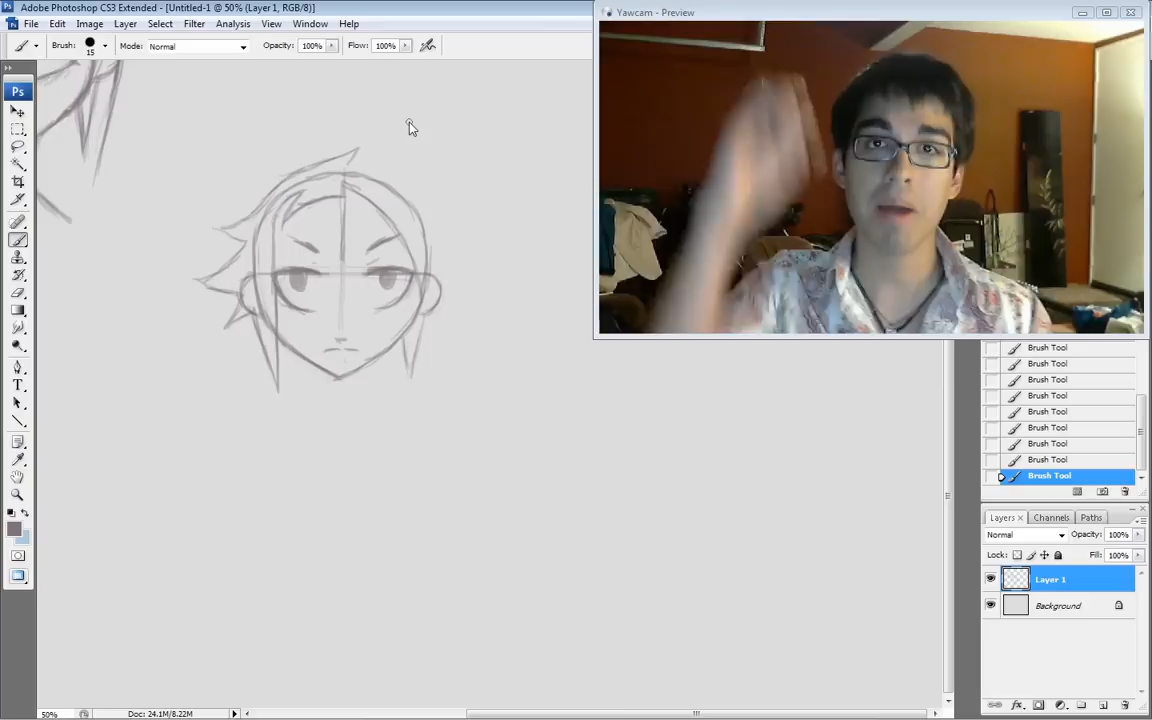 Adobe Photoshop CS3 Extended - [Untitled-1 @ 50% (Layer 1, RGB/8)]
Yawcam - Preview
File Edit Image Layer Select Filter Analysis View Window Help
Brush: 15 Mode: Normal Opacity: 100% Flow: 100%
Ps
T
Brush Tool
Brush Tool
Brush Tool
Brush Tool
Brush Tool
Brush Tool
Brush Tool
Brush Tool
Brush Tool
Layers x Channels Paths
Normal Opacity: 100%
Lock: Fill: 100%
Layer 1
Background
50% Doc: 24.1M/8.22M